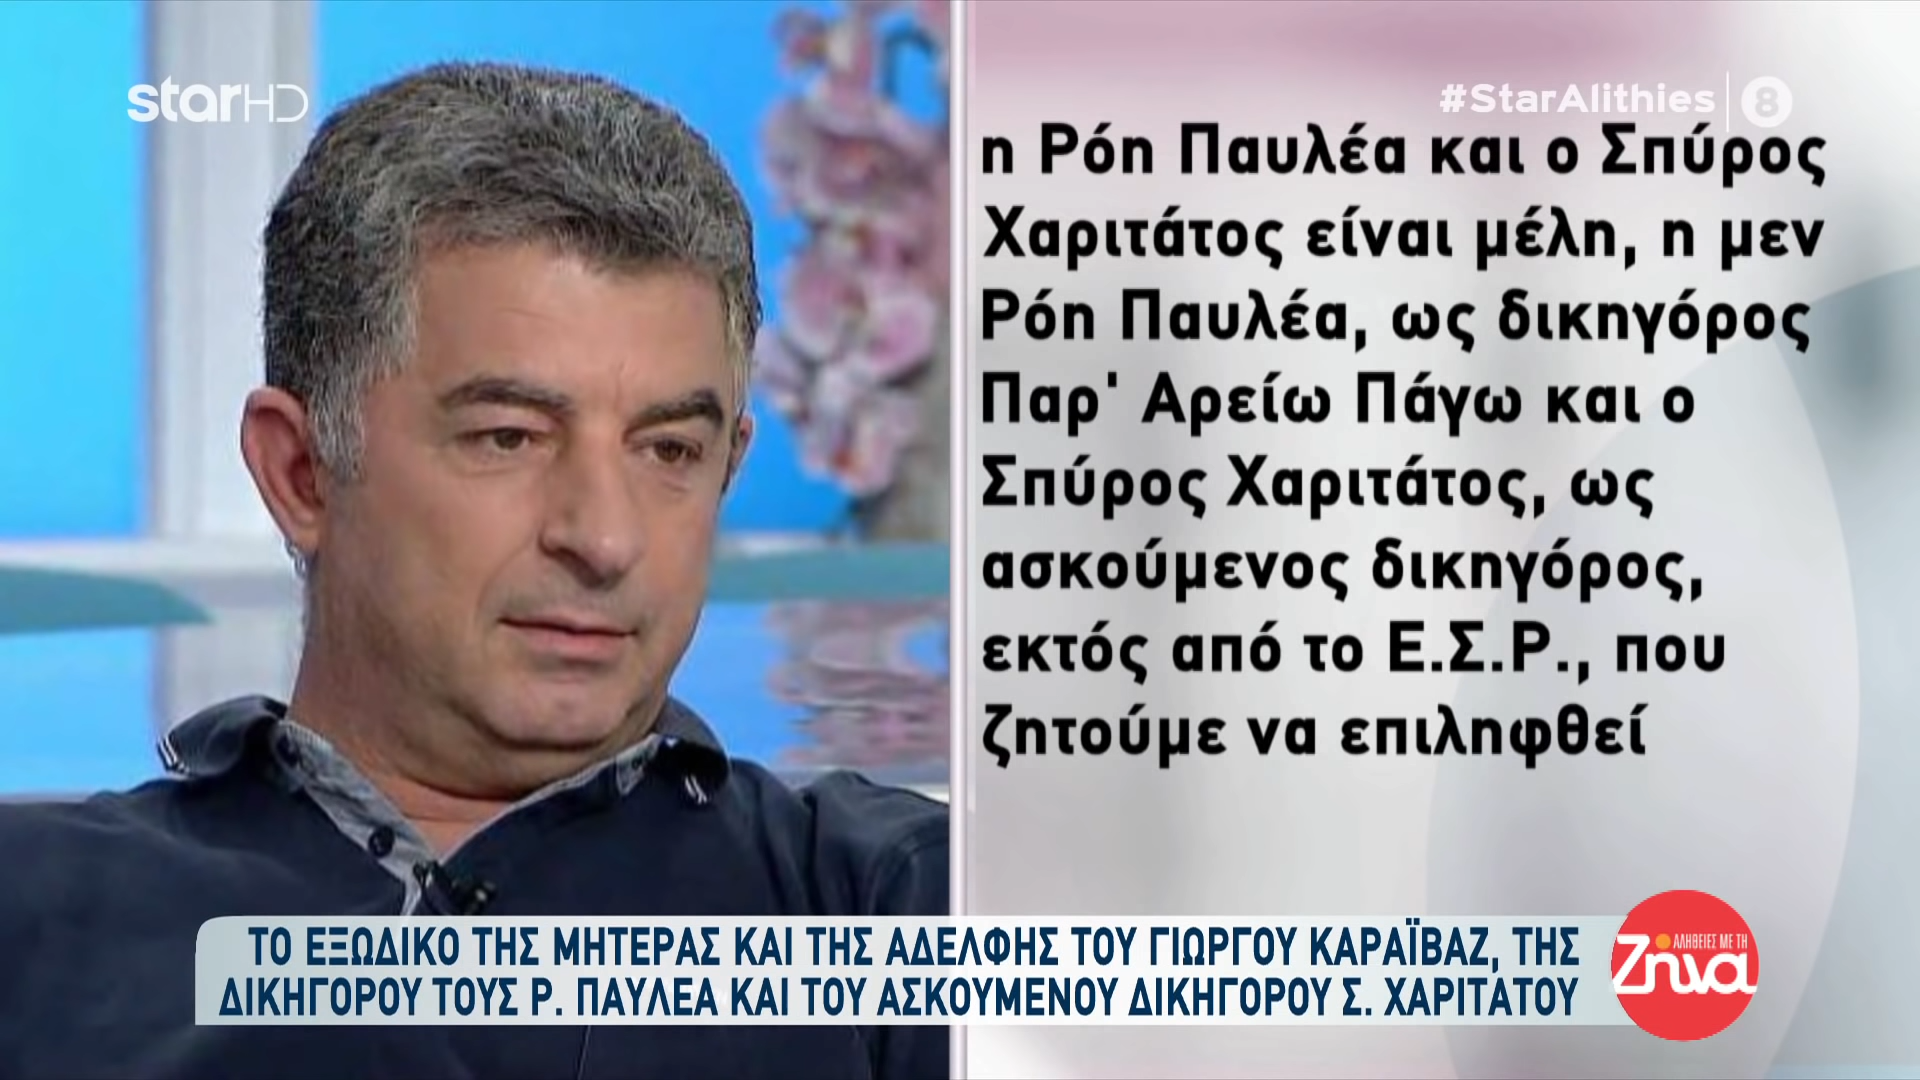 starHD
#StarAlithies 8
η Ρόη Παυλέα και ο Σπύρος
Χαριτάτος είναι μέλη, η μεν
Ρόη Παυλέα, ως δικηγόρος
Παρ' Αρείω Πάγω και ο
Σπύρος Χαριτάτος, ως
ασκούμενος δικηγόρος,
εκτός από το Ε.Σ.Ρ., που
ζητούμε να επιληφθεί
ΤΟ ΕΞΩΔΙΚΟ ΤΗΣ ΜΗΤΕΡΑΣ ΚΑΙ ΤΗΣ ΑΔΕΛΦΗΣ ΤΟΥ ΓΙΩΡΓΟΥ ΚΑΡΑΪΒΑΖ, ΤΗΣ
ΔΙΚΗΓΟΡΟΥ ΤΟΥΣ Ρ. ΠΑΥΛΕΑ ΚΑΙ ΤΟΥ ΑΣΚΟΥΜΕΝΟΥ ΔΙΚΗΓΟΡΟΥ Σ. ΧΑΡΙΤΑΤΟΥ
ΑΛΗΘΕΙΕΣ ΜΕ ΤΗ
Ζήνα